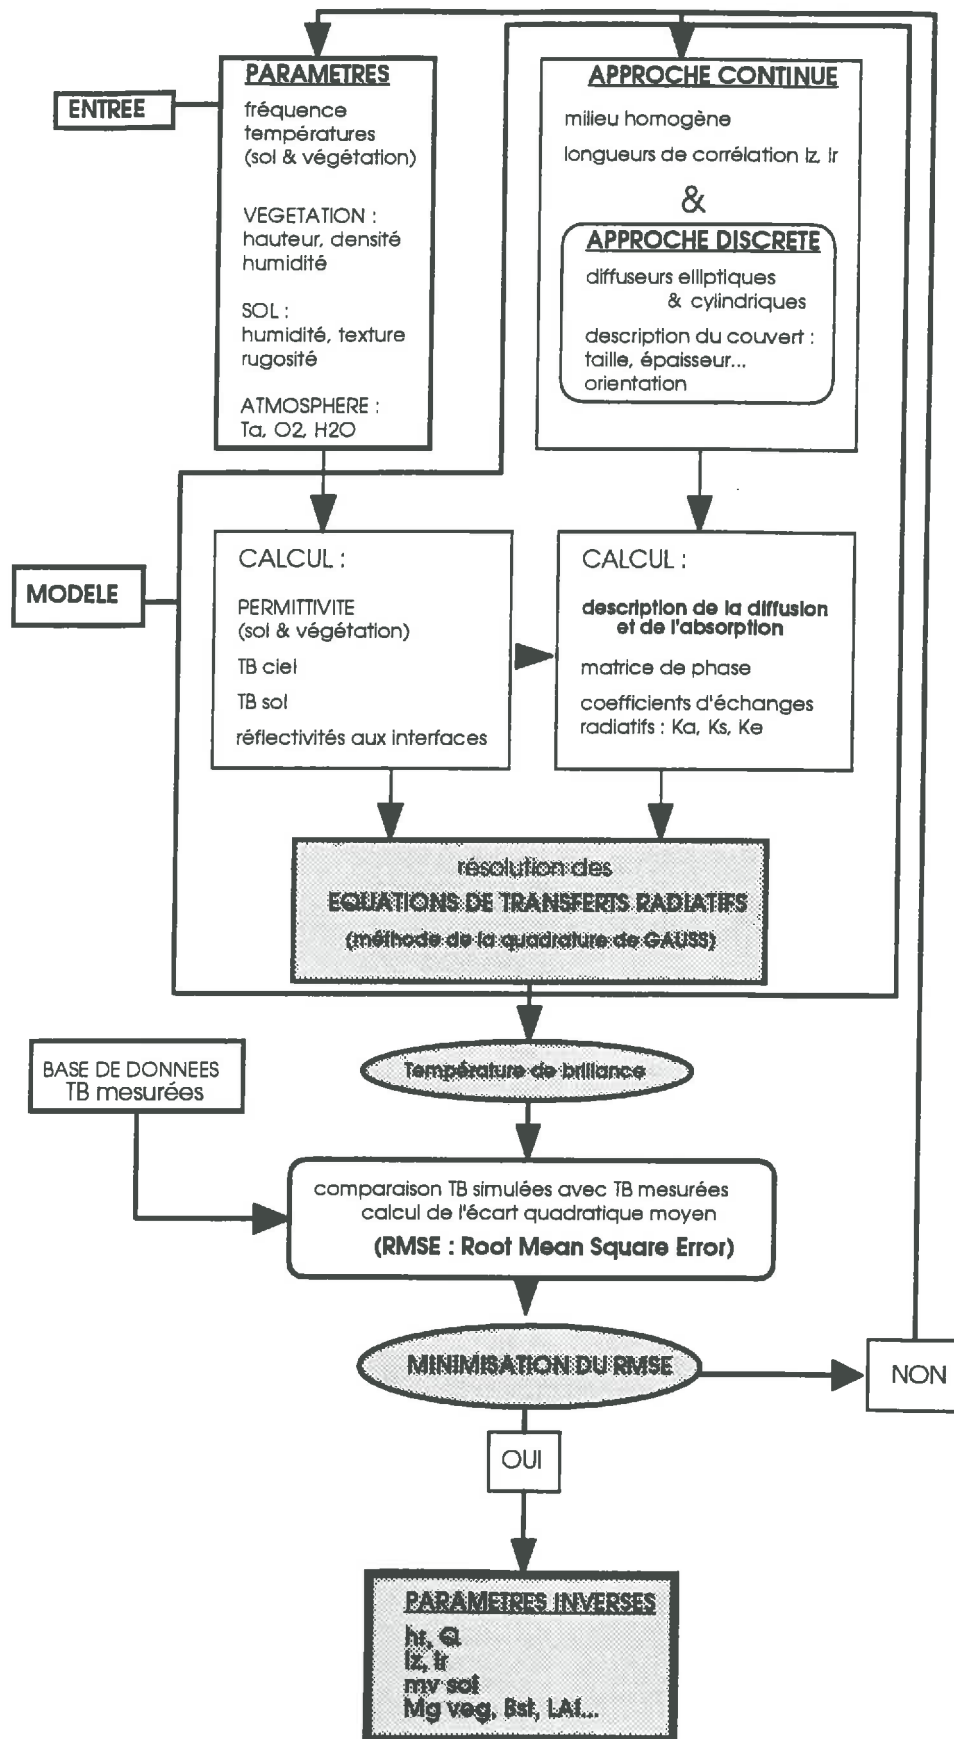 ENTREE
PARAMETRES
fréquence
températures
(sol & végétation)
VEGETATION :
hauteur, densité
humidité
SOL :
humidité, texture
rugosité
ATMOSPHERE :
Ta, O2, H2O
APPROCHE CONTINUE
milieu homogène
longueurs de corrélation lz, lr
&
APPROCHE DISCRETE
diffuseurs elliptiques
& cylindriques
description du couvert :
taille, épaisseur...
orientation
MODELE
CALCUL :
PERMITTIVITE
(sol & végétation)
TB ciel
TB sol
réflectivités aux interfaces
CALCUL :
description de la diffusion
et de l'absorption
matrice de phase
coefficients d'échanges
radiatifs : Ka, Ks, Ke
résolution des
EQUATIONS DE TRANSFERTS RADIATIFS
(méthode de la quadrature de GAUSS)
Température de brillance
BASE DE DONNEES
TB mesurées
comparaison TB simulées avec TB mesurées
calcul de l'écart quadratique moyen
(RMSE : Root Mean Square Error)
MINIMISATION DU RMSE
NON
OUI
PARAMETRES INVERSES
hr, Q
lz, lr
mv sol
Mg veg, Bst, LAI...